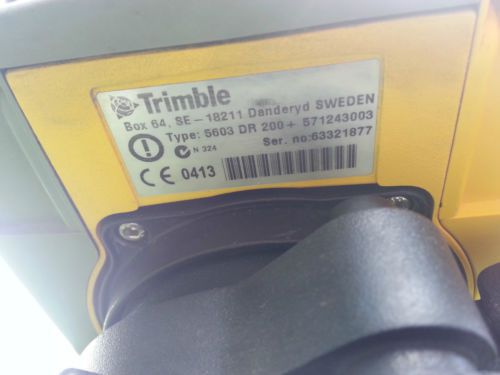 Trimble
Box 64, SE-18211 Danderyd SWEDEN
Type: 5603 DR 200+ 571243003
Ser. no:63321877
N 324
CE 0413